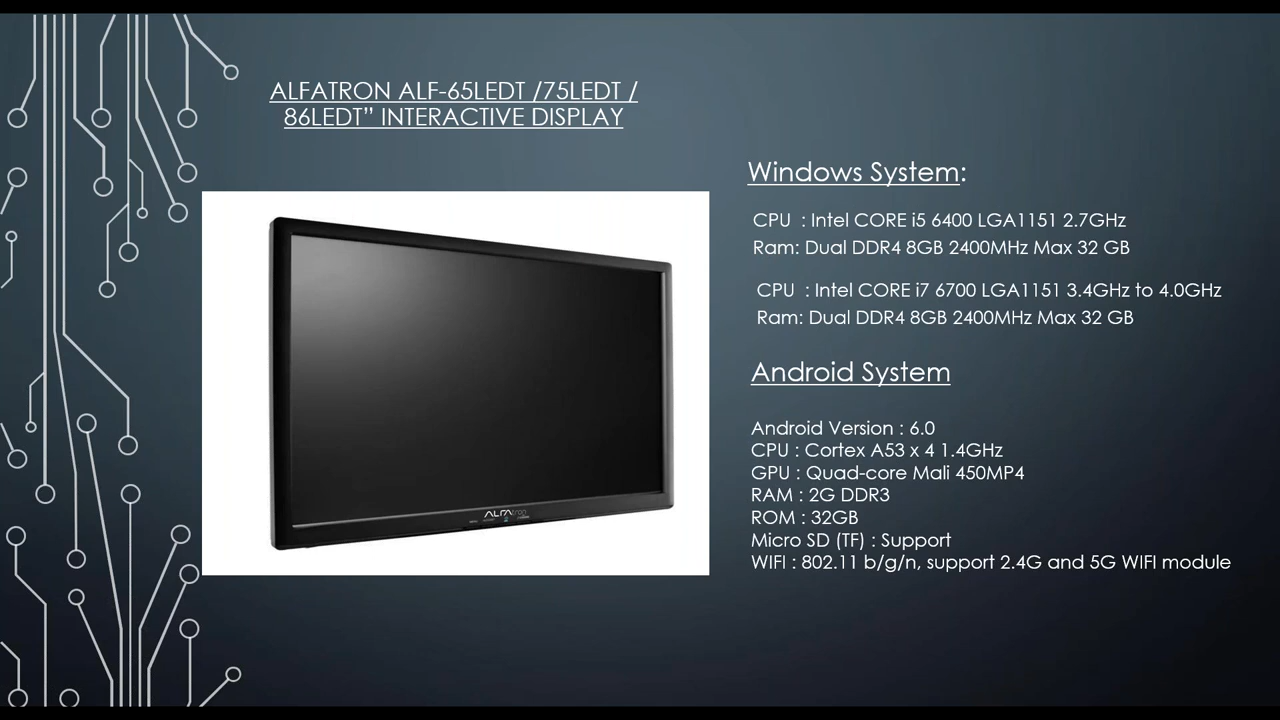 ALFATRON ALF-65LEDT /75LEDT /
86LEDT” INTERACTIVE DISPLAY
Windows System:
CPU : Intel CORE i5 6400 LGA1151 2.7GHz
Ram: Dual DDR4 8GB 2400MHz Max 32 GB
CPU : Intel CORE i7 6700 LGA1151 3.4GHz to 4.0GHz
Ram: Dual DDR4 8GB 2400MHz Max 32 GB
Android System
Android Version : 6.0
CPU : Cortex A53 x 4 1.4GHz
GPU : Quad-core Mali 450MP4
RAM : 2G DDR3
ROM : 32GB
Micro SD (TF) : Support
WIFI : 802.11 b/g/n, support 2.4G and 5G WIFI module
ALFAtron